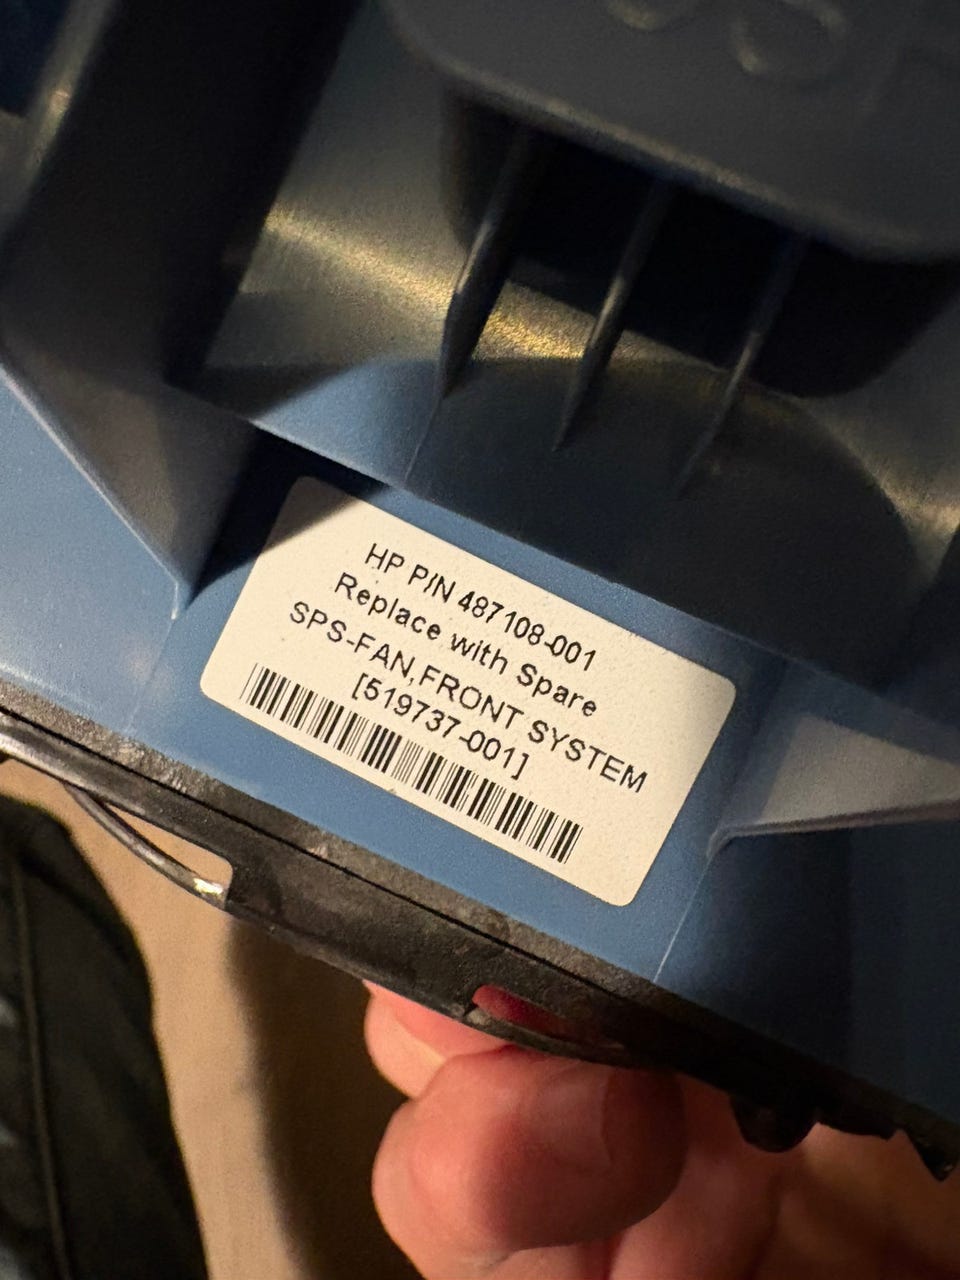 HP P/N 487108-001
Replace with Spare
SPS-FAN,FRONT SYSTEM
[519737-001]